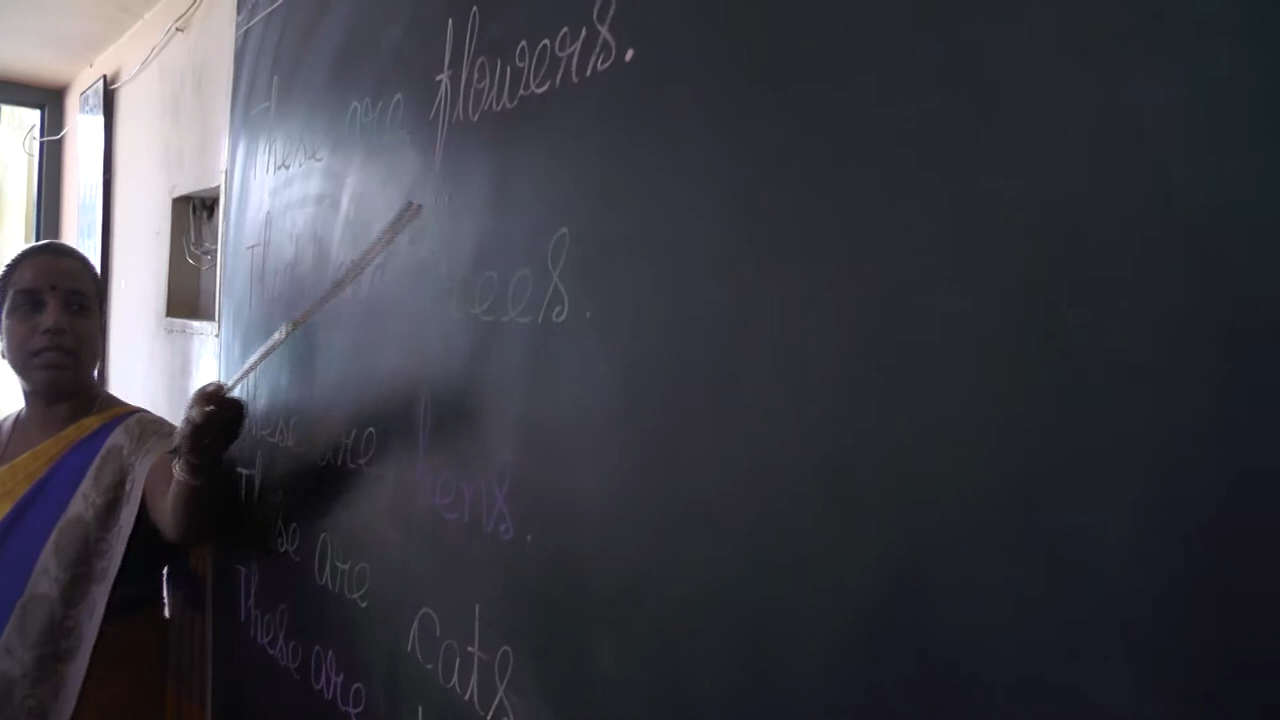 These are flowers.
These are trees.
These are hens.
These are cats
These are